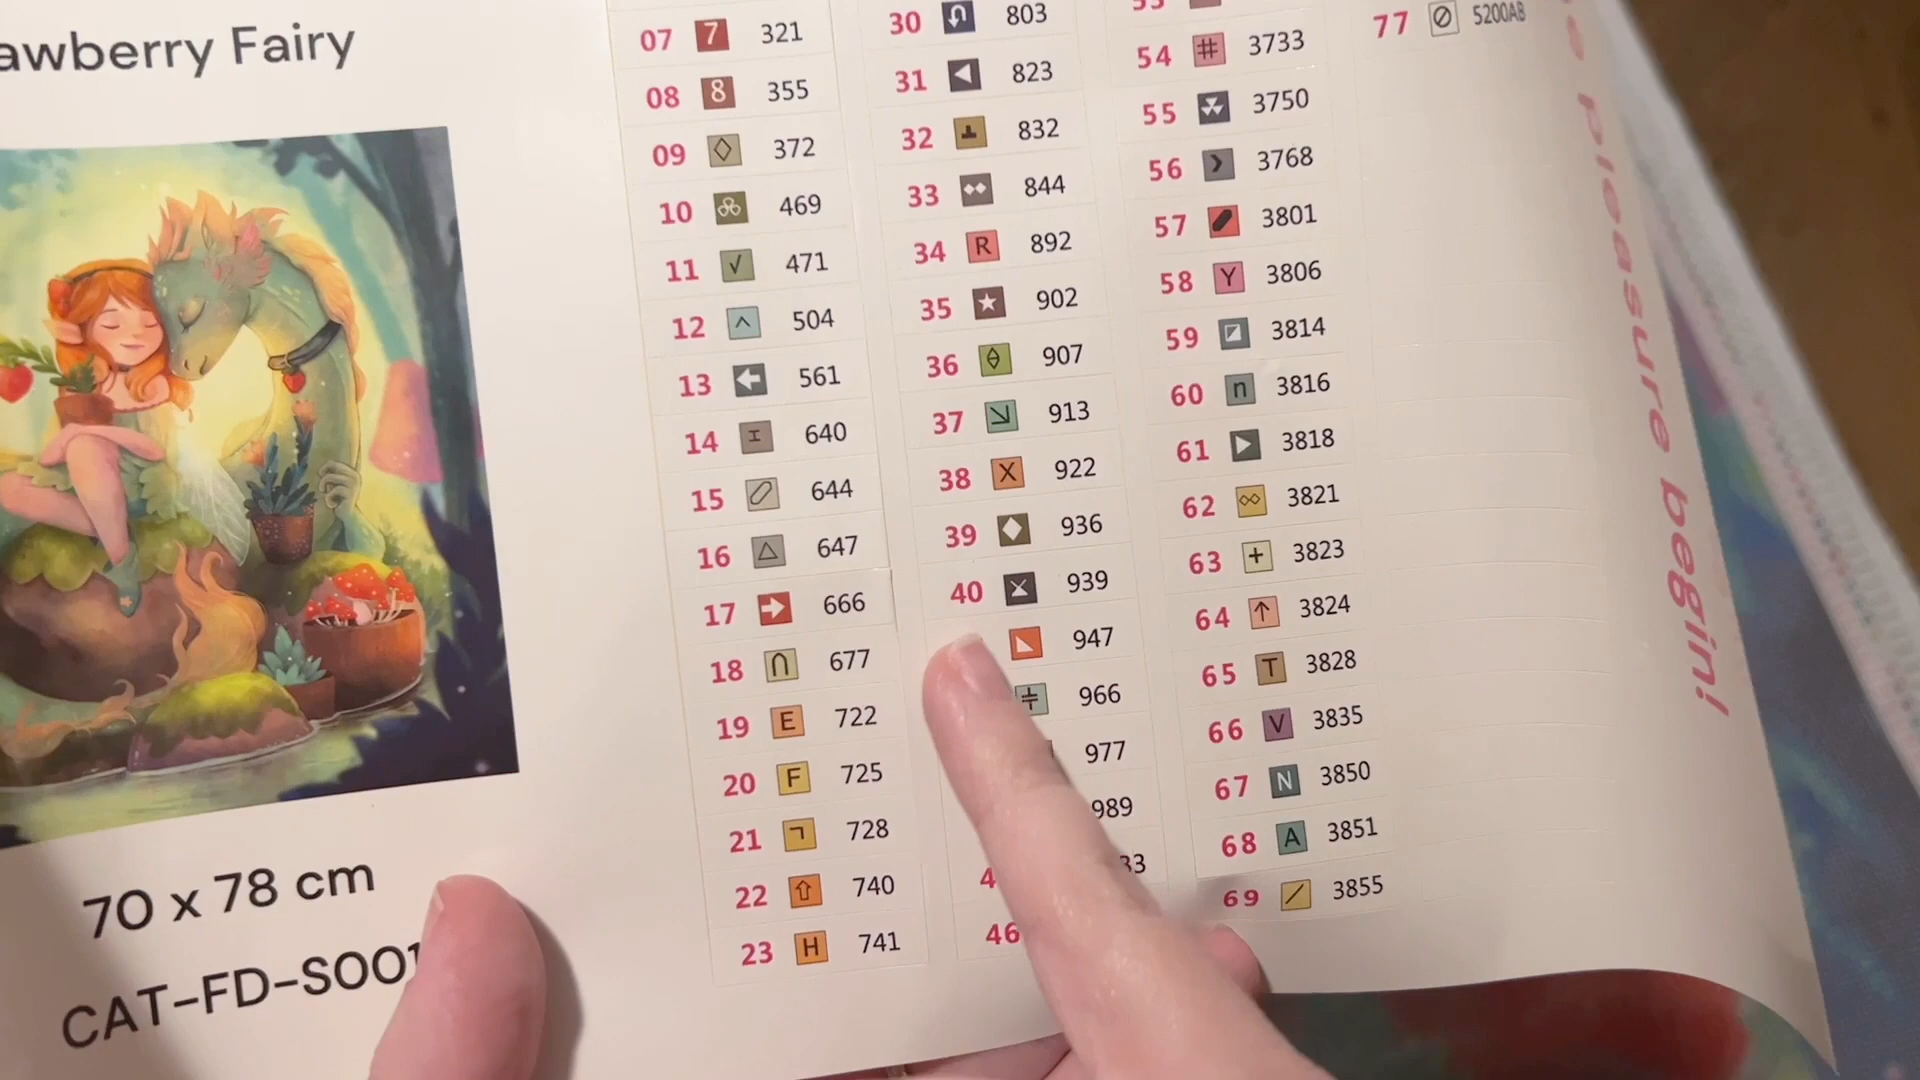 awberry Fairy
70 x 78 cm
CAT-FD-S001
07 7 321
08 8 355
09 372
10 469
11 √ 471
12 ^ 504
13 561
14 I 640
15 644
16 △ 647
17 666
18 677
19 E 722
20 F 725
21 728
22 740
23 H 741
30 803
31 823
32 832
33 844
34 R 892
35 ★ 902
36 907
37 913
38 X 922
39 936
40 939
947
966
977
989
33
46
54 # 3733
55 3750
56 3768
57 3801
58 Y 3806
59 3814
60 n 3816
61 3818
62 3821
63 + 3823
64 ↑ 3824
65 T 3828
66 V 3835
67 N 3850
68 A 3851
69 / 3855
77 5200AB
pleasure begin!